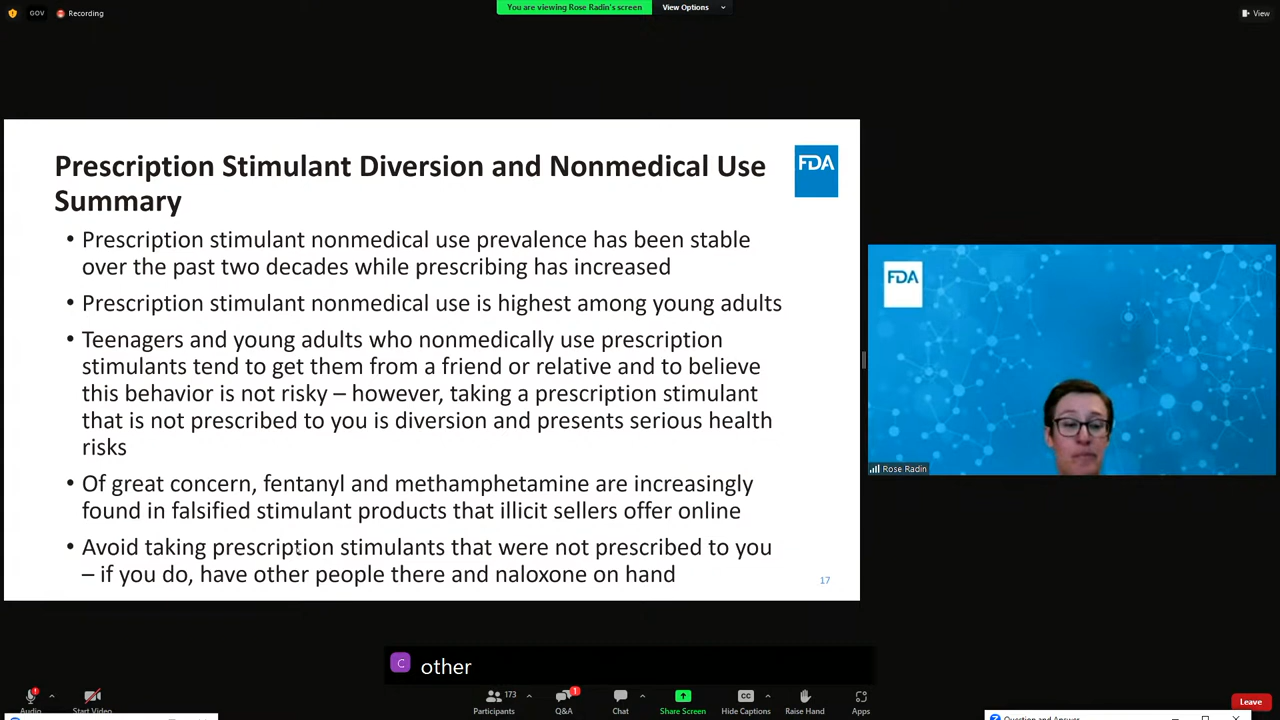 GOV
Recording
You are viewing Rose Radin's screen
View Options
View
Prescription Stimulant Diversion and Nonmedical Use
Summary
FDA
• Prescription stimulant nonmedical use prevalence has been stable
over the past two decades while prescribing has increased
• Prescription stimulant nonmedical use is highest among young adults
• Teenagers and young adults who nonmedically use prescription
stimulants tend to get them from a friend or relative and to believe
this behavior is not risky – however, taking a prescription stimulant
that is not prescribed to you is diversion and presents serious health
risks
• Of great concern, fentanyl and methamphetamine are increasingly
found in falsified stimulant products that illicit sellers offer online
• Avoid taking prescription stimulants that were not prescribed to you
– if you do, have other people there and naloxone on hand
17
FDA
Rose Radin
C
other
Audio
Start Video
173
Participants
1
Q&A
Chat
Share Screen
CC
Hide Captions
Raise Hand
Apps
Leave
Question and Answer